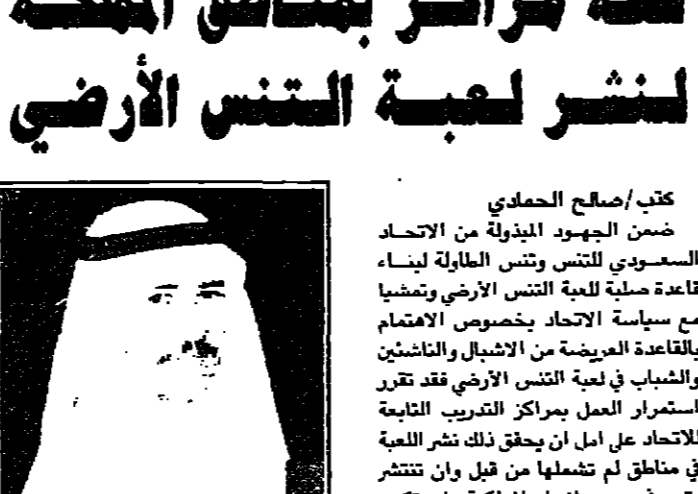 مراكز بمناطق المملكة
لنشر لعبة التنس الأرضي
كتب/صالح الحمادي
ضمن الجهود المبذولة من الاتحاد
السعودي للتنس وتنس الطاولة لبناء
قاعدة صلبة للعبة التنس الأرضي وتمشيا
مع سياسة الاتحاد بخصوص الاهتمام
بالقاعدة العريضة من الاشبال والناشئين
والشباب في لعبة التنس الأرضي فقد تقرر
استمرار العمل بمراكز التدريب التابعة
للاتحاد على امل ان يحقق ذلك نشر اللعبة
في مناطق لم تشملها من قبل وان تنتشر